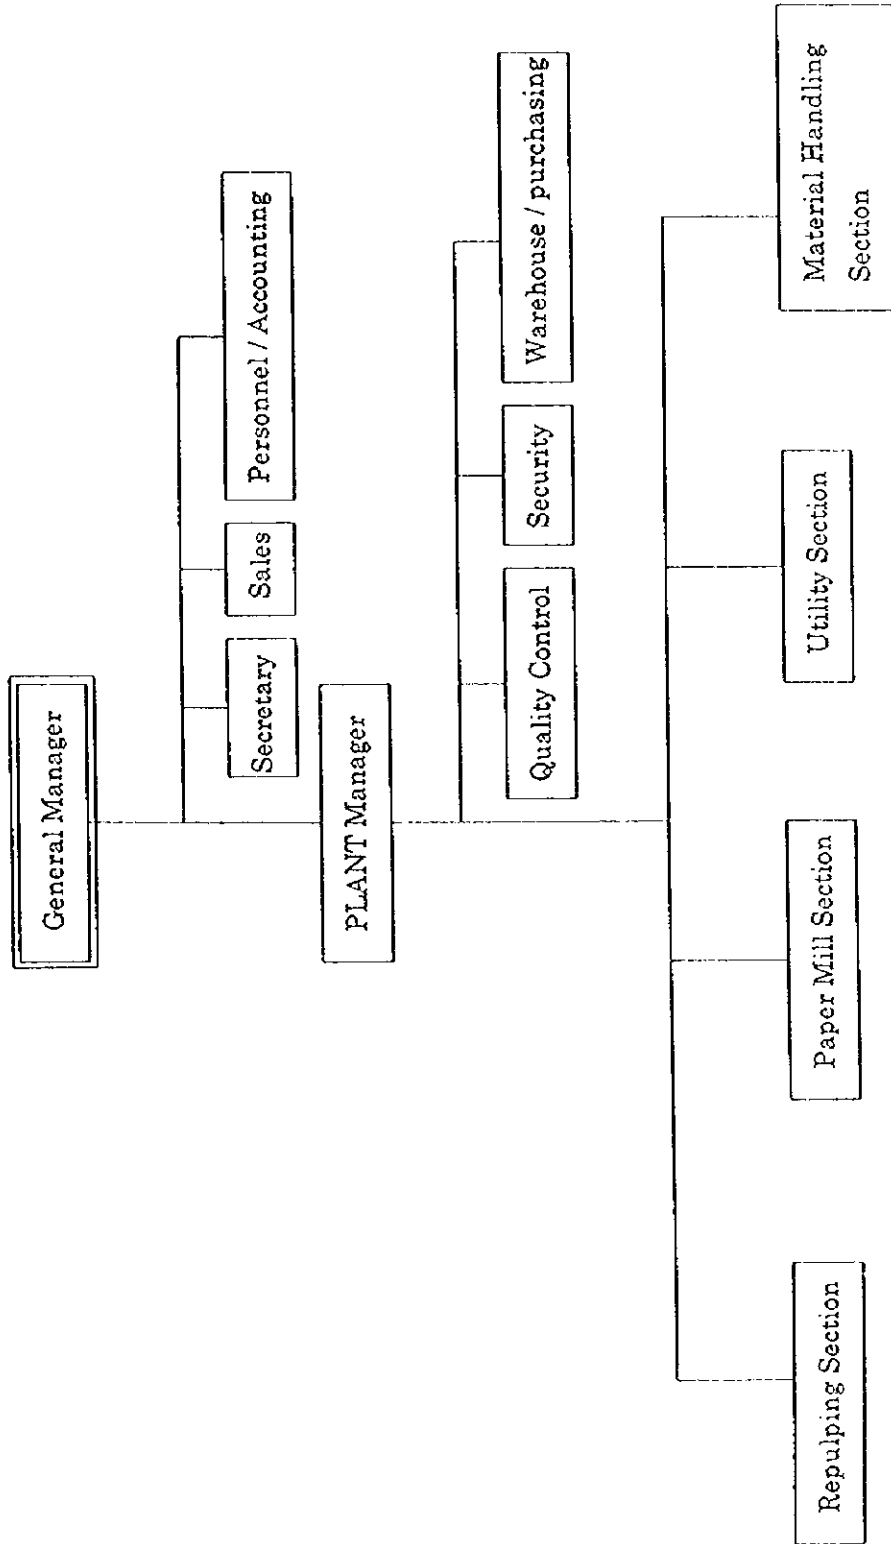 General Manager
Secretary
Sales
Personnel / Accounting
PLANT Manager
Quality Control
Security
Warehouse / purchasing
Repulping Section
Paper Mill Section
Utility Section
Material Handling
Section